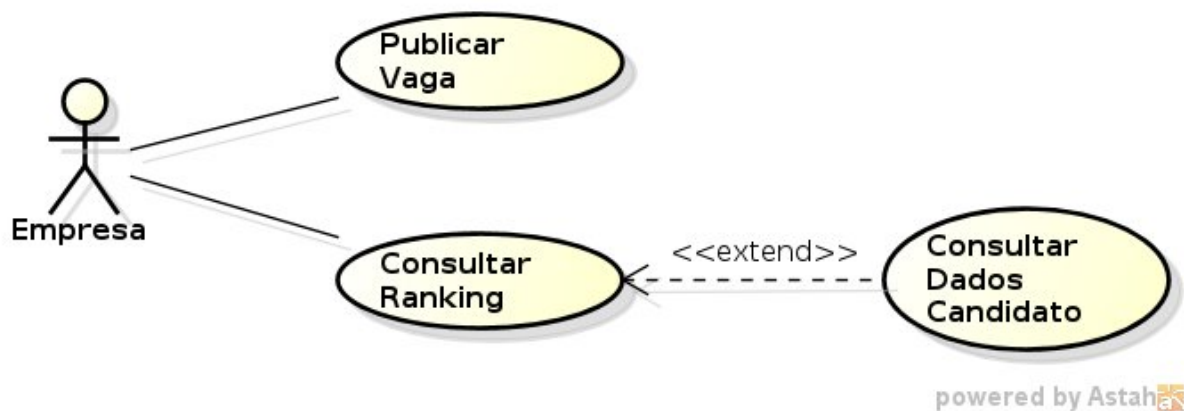 Publicar
Vaga
Empresa
Consultar
Ranking
<<extend>>
Consultar
Dados
Candidato
powered by Astah